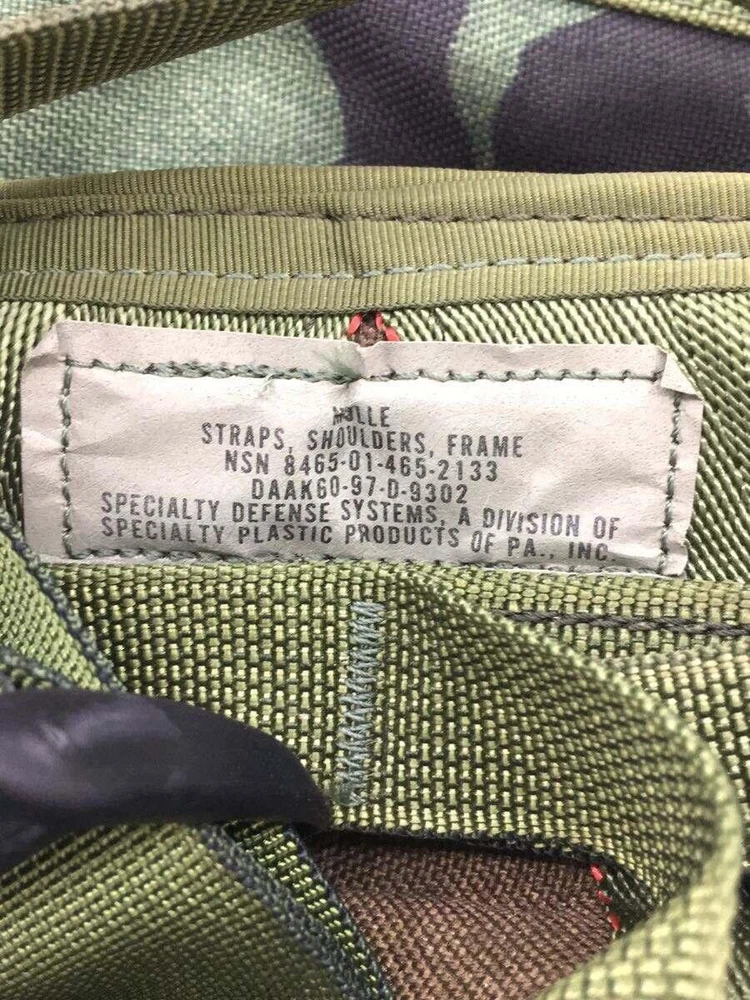 MOLLE
STRAPS, SHOULDERS, FRAME
NSN 8465-01-465-2133
DAAK60-97-D-9302
SPECIALTY DEFENSE SYSTEMS, A DIVISION OF
SPECIALTY PLASTIC PRODUCTS OF PA., INC.